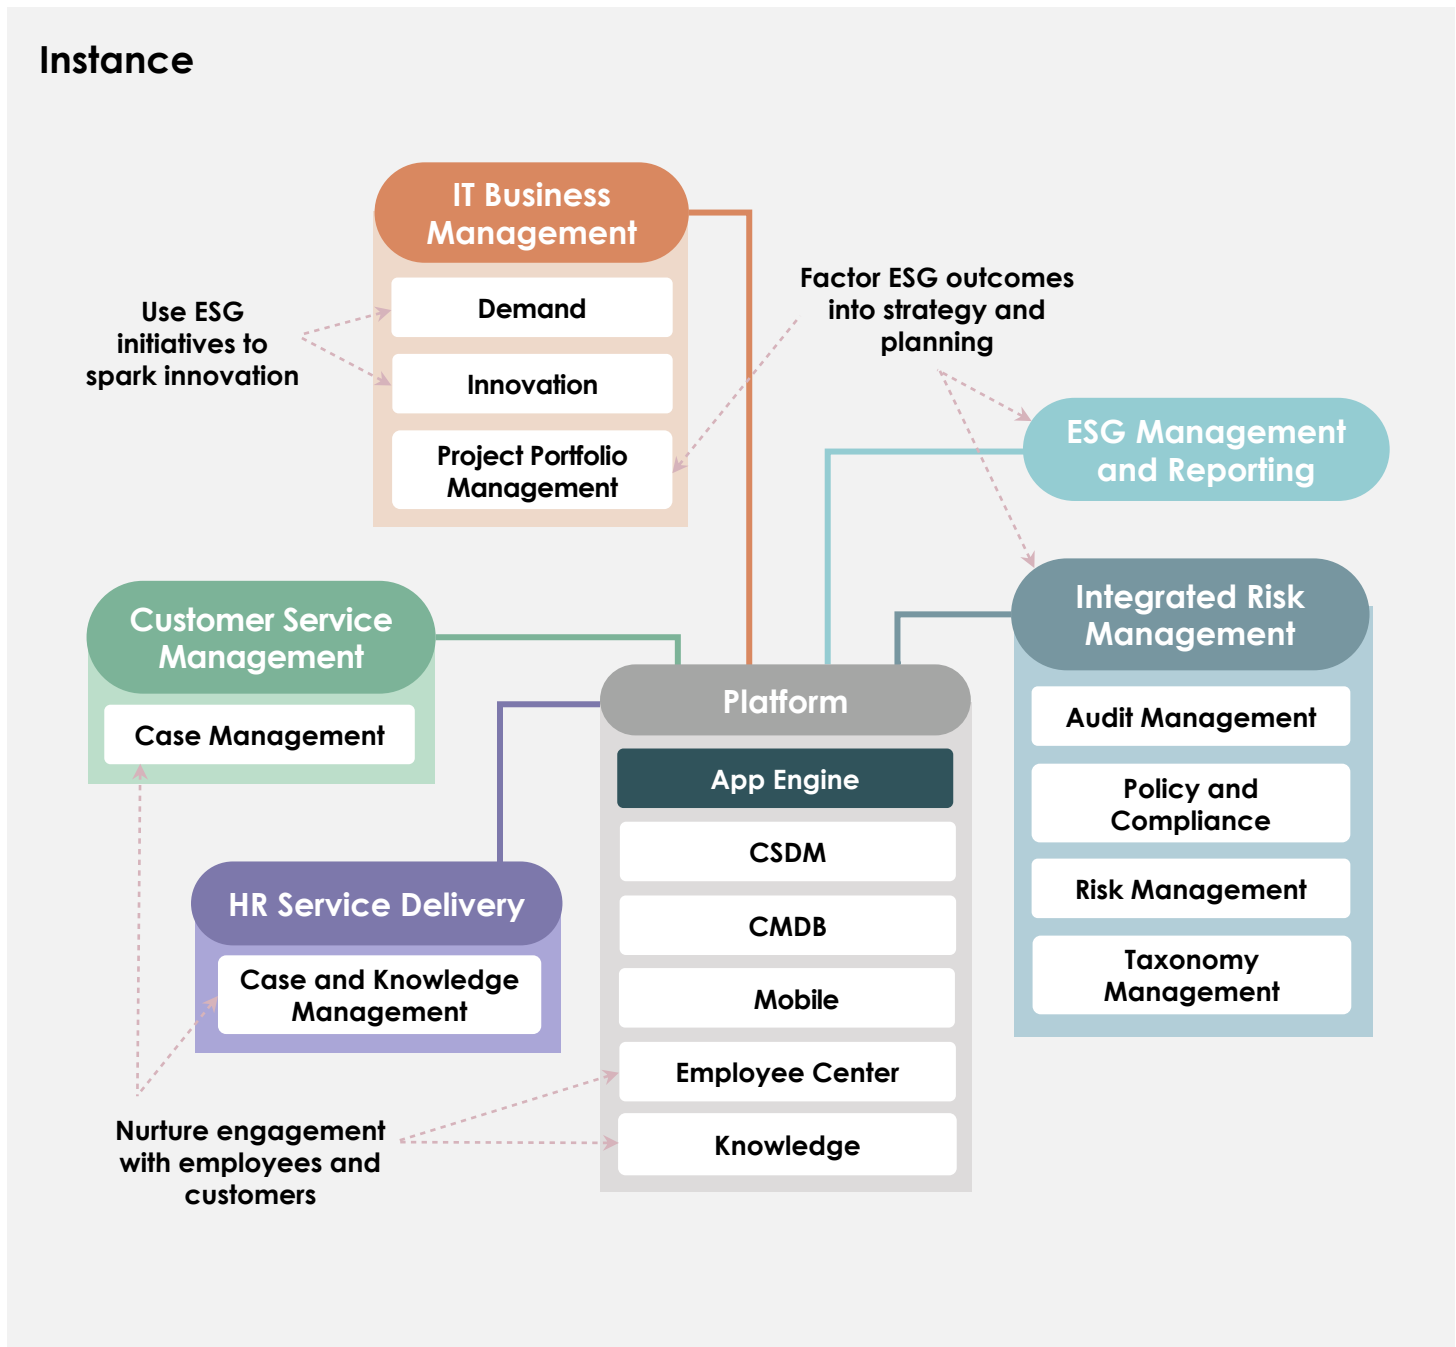 Instance
IT Business
Management
Demand
Innovation
Project Portfolio
Management
Use ESG
initiatives to
spark innovation
Factor ESG outcomes
into strategy and
planning
ESG Management
and Reporting
Customer Service
Management
Case Management
Integrated Risk
Management
Audit Management
Policy and
Compliance
Risk Management
Taxonomy
Management
Platform
App Engine
CSDM
CMDB
Mobile
Employee Center
Knowledge
HR Service Delivery
Case and Knowledge
Management
Nurture engagement
with employees and
customers